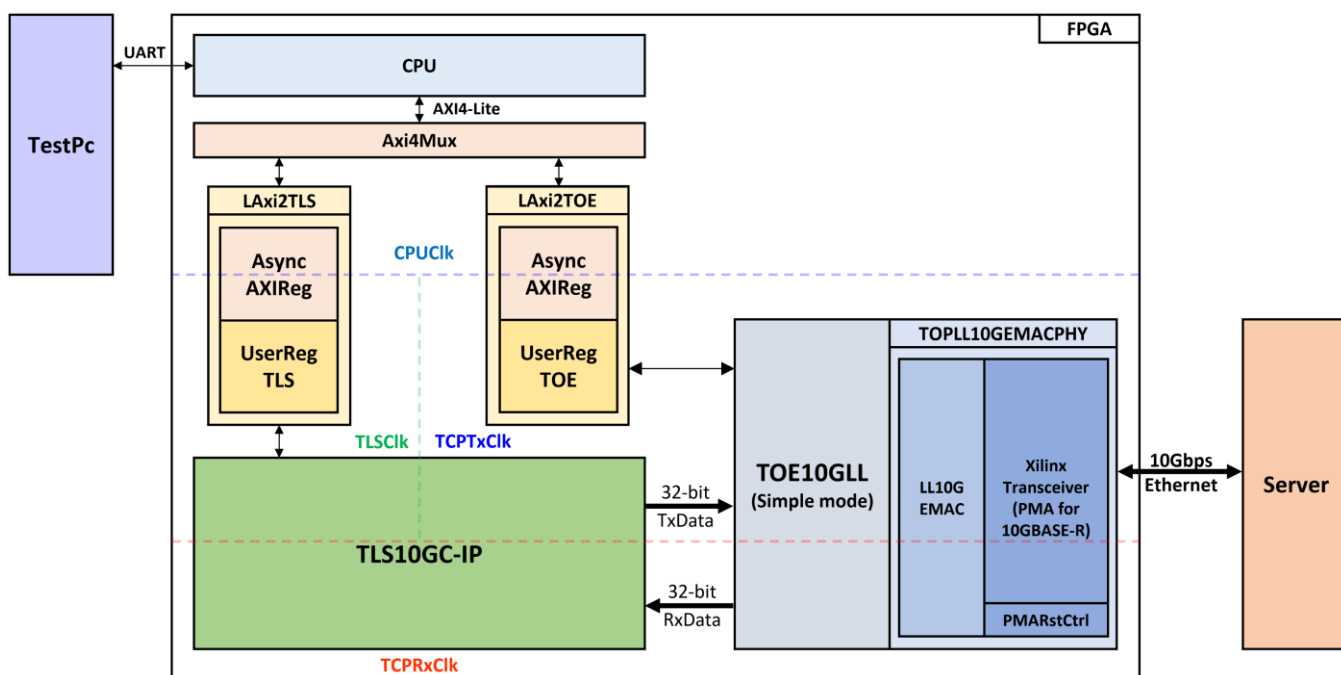 FPGA
UART
CPU
TestPc
AXI4-Lite
Axi4Mux
LAxi2TLS
LAxi2TOE
Async
AXIReg
CPUClk
Async
AXIReg
UserReg
TLS
UserReg
TOE
TOPLL10GEMACPHY
TLSClk
TCPTxClk
TOE10GLL
(Simple mode)
LL10G
EMAC
Xilinx
Transceiver
(PMA for
10GBASE-R)
10Gbps
Ethernet
Server
32-bit
TxData
TLS10GC-IP
32-bit
RxData
PMARstCtrl
TCPRxClk